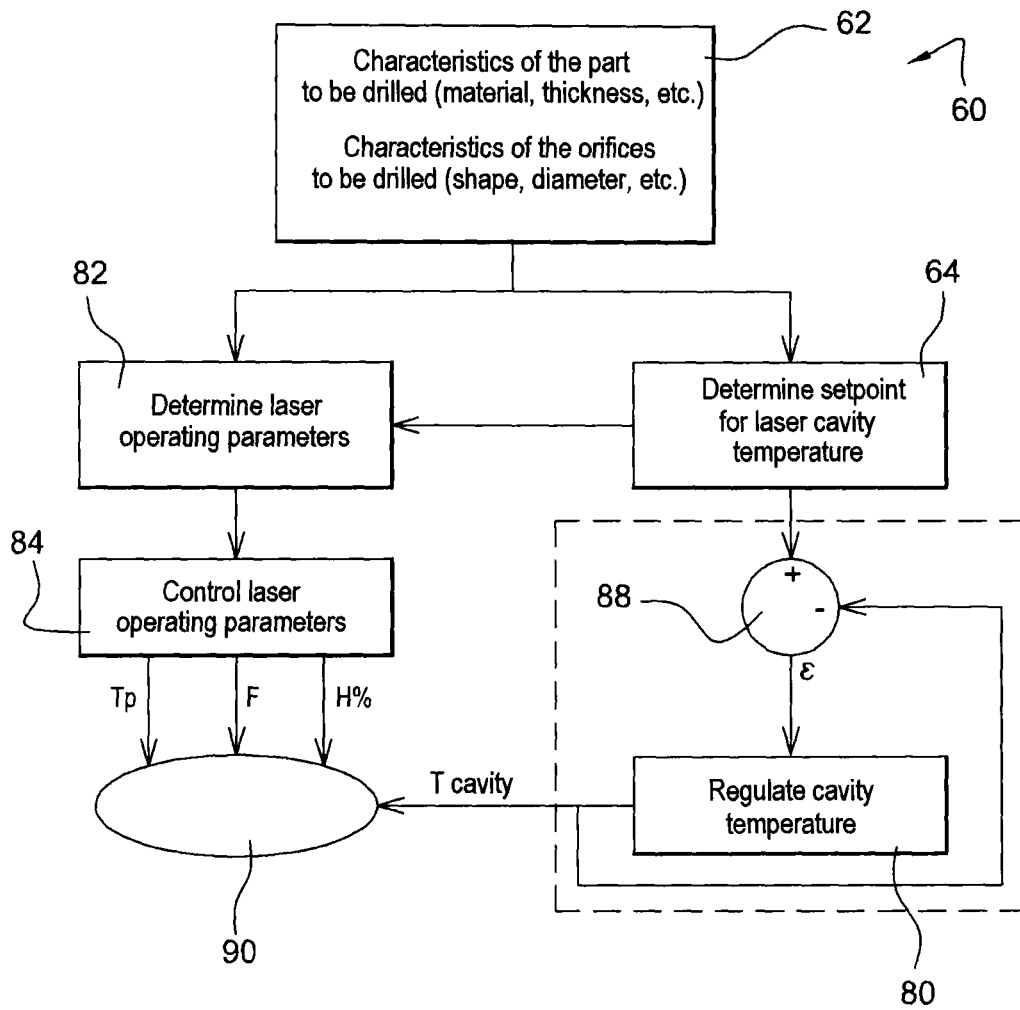 62
Characteristics of the part
to be drilled (material, thickness, etc.)
Characteristics of the orifices
to be drilled (shape, diameter, etc.)
60
82
64
Determine laser
operating parameters
Determine setpoint
for laser cavity
temperature
84
Control laser
operating parameters
88
+
-
ε
Tp
F
H%
T cavity
Regulate cavity
temperature
90
80